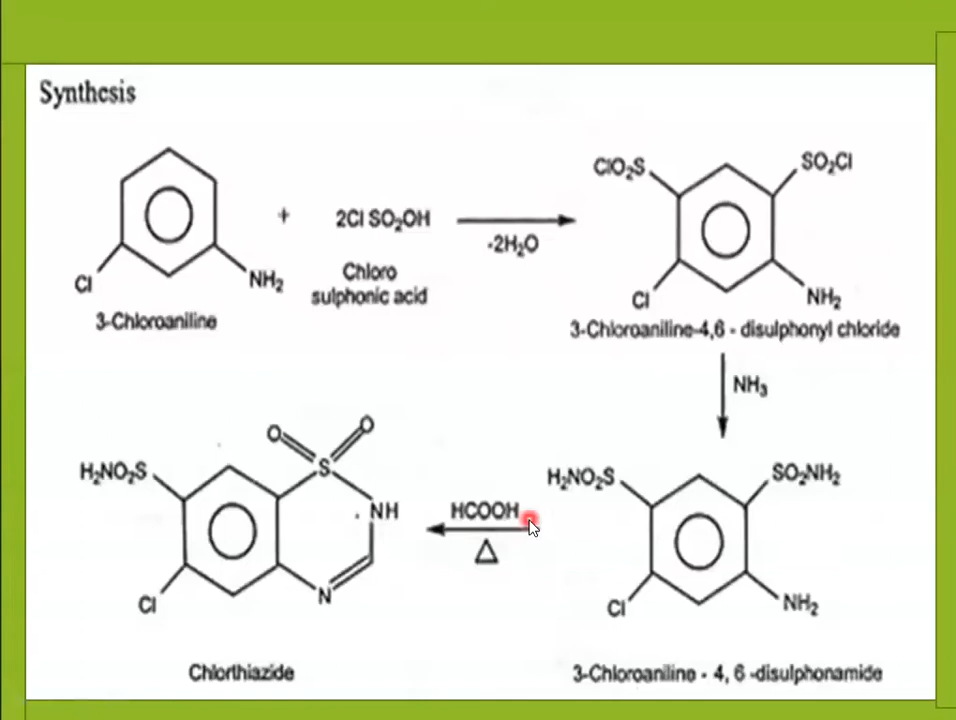 Synthesis
Cl
NH₂
3-Chloroaniline
+
2Cl SO₂OH
Chloro
sulphonic acid
-2H₂O
ClO₂S
SO₂Cl
Cl
NH₂
3-Chloroaniline-4,6 - disulphonyl chloride
NH₃
H₂NO₂S
SO₂NH₂
Cl
NH₂
3-Chloroaniline - 4, 6 -disulphonamide
HCOOH
△
H₂NO₂S
O
O
S
NH
N
Cl
Chlorthiazide